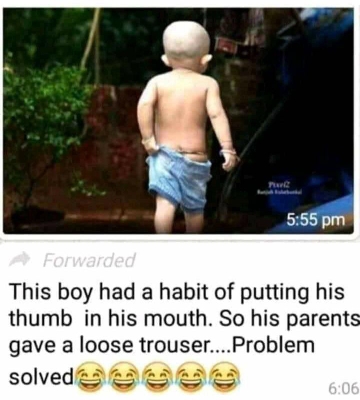 Pixel2
5:55 pm
Forwarded
This boy had a habit of putting his
thumb in his mouth. So his parents
gave a loose trouser....Problem
solved😂😂😂😂😂
6:06